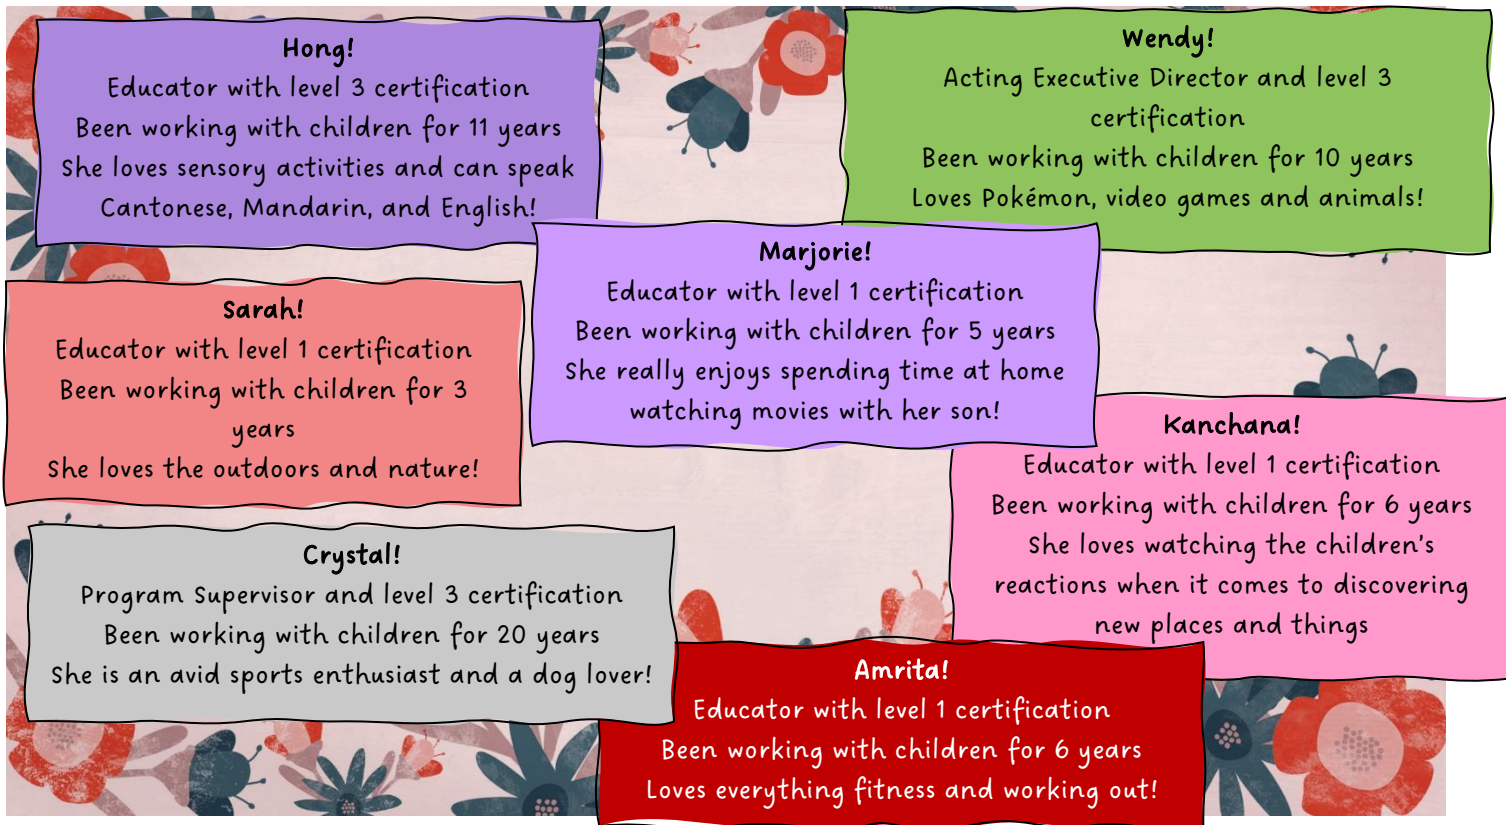 Hong!
Educator with level 3 certification
Been working with children for 11 years
She loves sensory activities and can speak
Cantonese, Mandarin, and English!
Wendy!
Acting Executive Director and level 3
certification
Been working with children for 10 years
Loves Pokémon, video games and animals!
Marjorie!
Educator with level 1 certification
Been working with children for 5 years
She really enjoys spending time at home
watching movies with her son!
Sarah!
Educator with level 1 certification
Been working with children for 3
years
She loves the outdoors and nature!
Kanchana!
Educator with level 1 certification
Been working with children for 6 years
She loves watching the children's
reactions when it comes to discovering
new places and things
Crystal!
Program Supervisor and level 3 certification
Been working with children for 20 years
She is an avid sports enthusiast and a dog lover!
Amrita!
Educator with level 1 certification
Been working with children for 6 years
Loves everything fitness and working out!